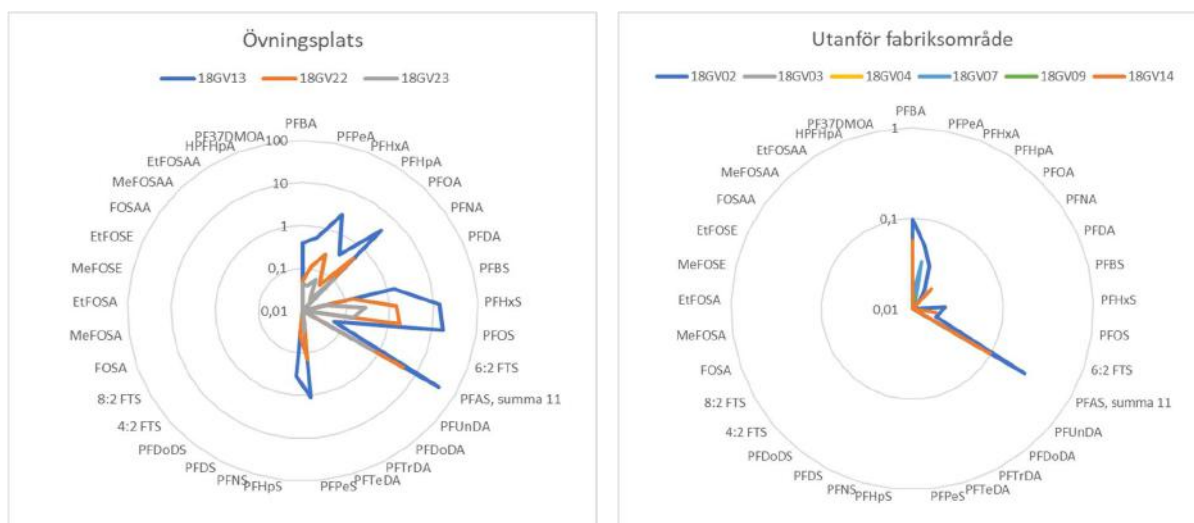 Övningsplats
18GV13
18GV22
18GV23
PFBA
PFPeA
PFHxA
PFHpA
PFOA
PFNA
PFDA
PFBS
PFHxS
PFOS
6:2 FTS
PFAS, summa 11
PFUnDA
PFDoDA
PFTrDA
PFTeDA
PFPeS
PFHpS
PFNS
PFDS
PFDoDS
4:2 FTS
8:2 FTS
FOSA
MeFOSA
EtFOSA
MeFOSE
EtFOSE
FOSAA
MeFOSAA
EtFOSAA
HPFHpA
PF37DMOA
100
10
1
0,1
0,01
Utanför fabriksområde
18GV02
18GV03
18GV04
18GV07
18GV09
18GV14
PFBA
PFPeA
PFHxA
PFHpA
PFOA
PFNA
PFDA
PFBS
PFHxS
PFOS
6:2 FTS
PFAS, summa 11
PFUnDA
PFDoDA
PFTrDA
PFTeDA
PFPeS
PFHpS
PFNS
PFDS
PFDoDS
4:2 FTS
8:2 FTS
FOSA
MeFOSA
EtFOSA
MeFOSE
EtFOSE
FOSAA
MeFOSAA
EtFOSAA
HPFHpA
PF37DMOA
1
0,1
0,01